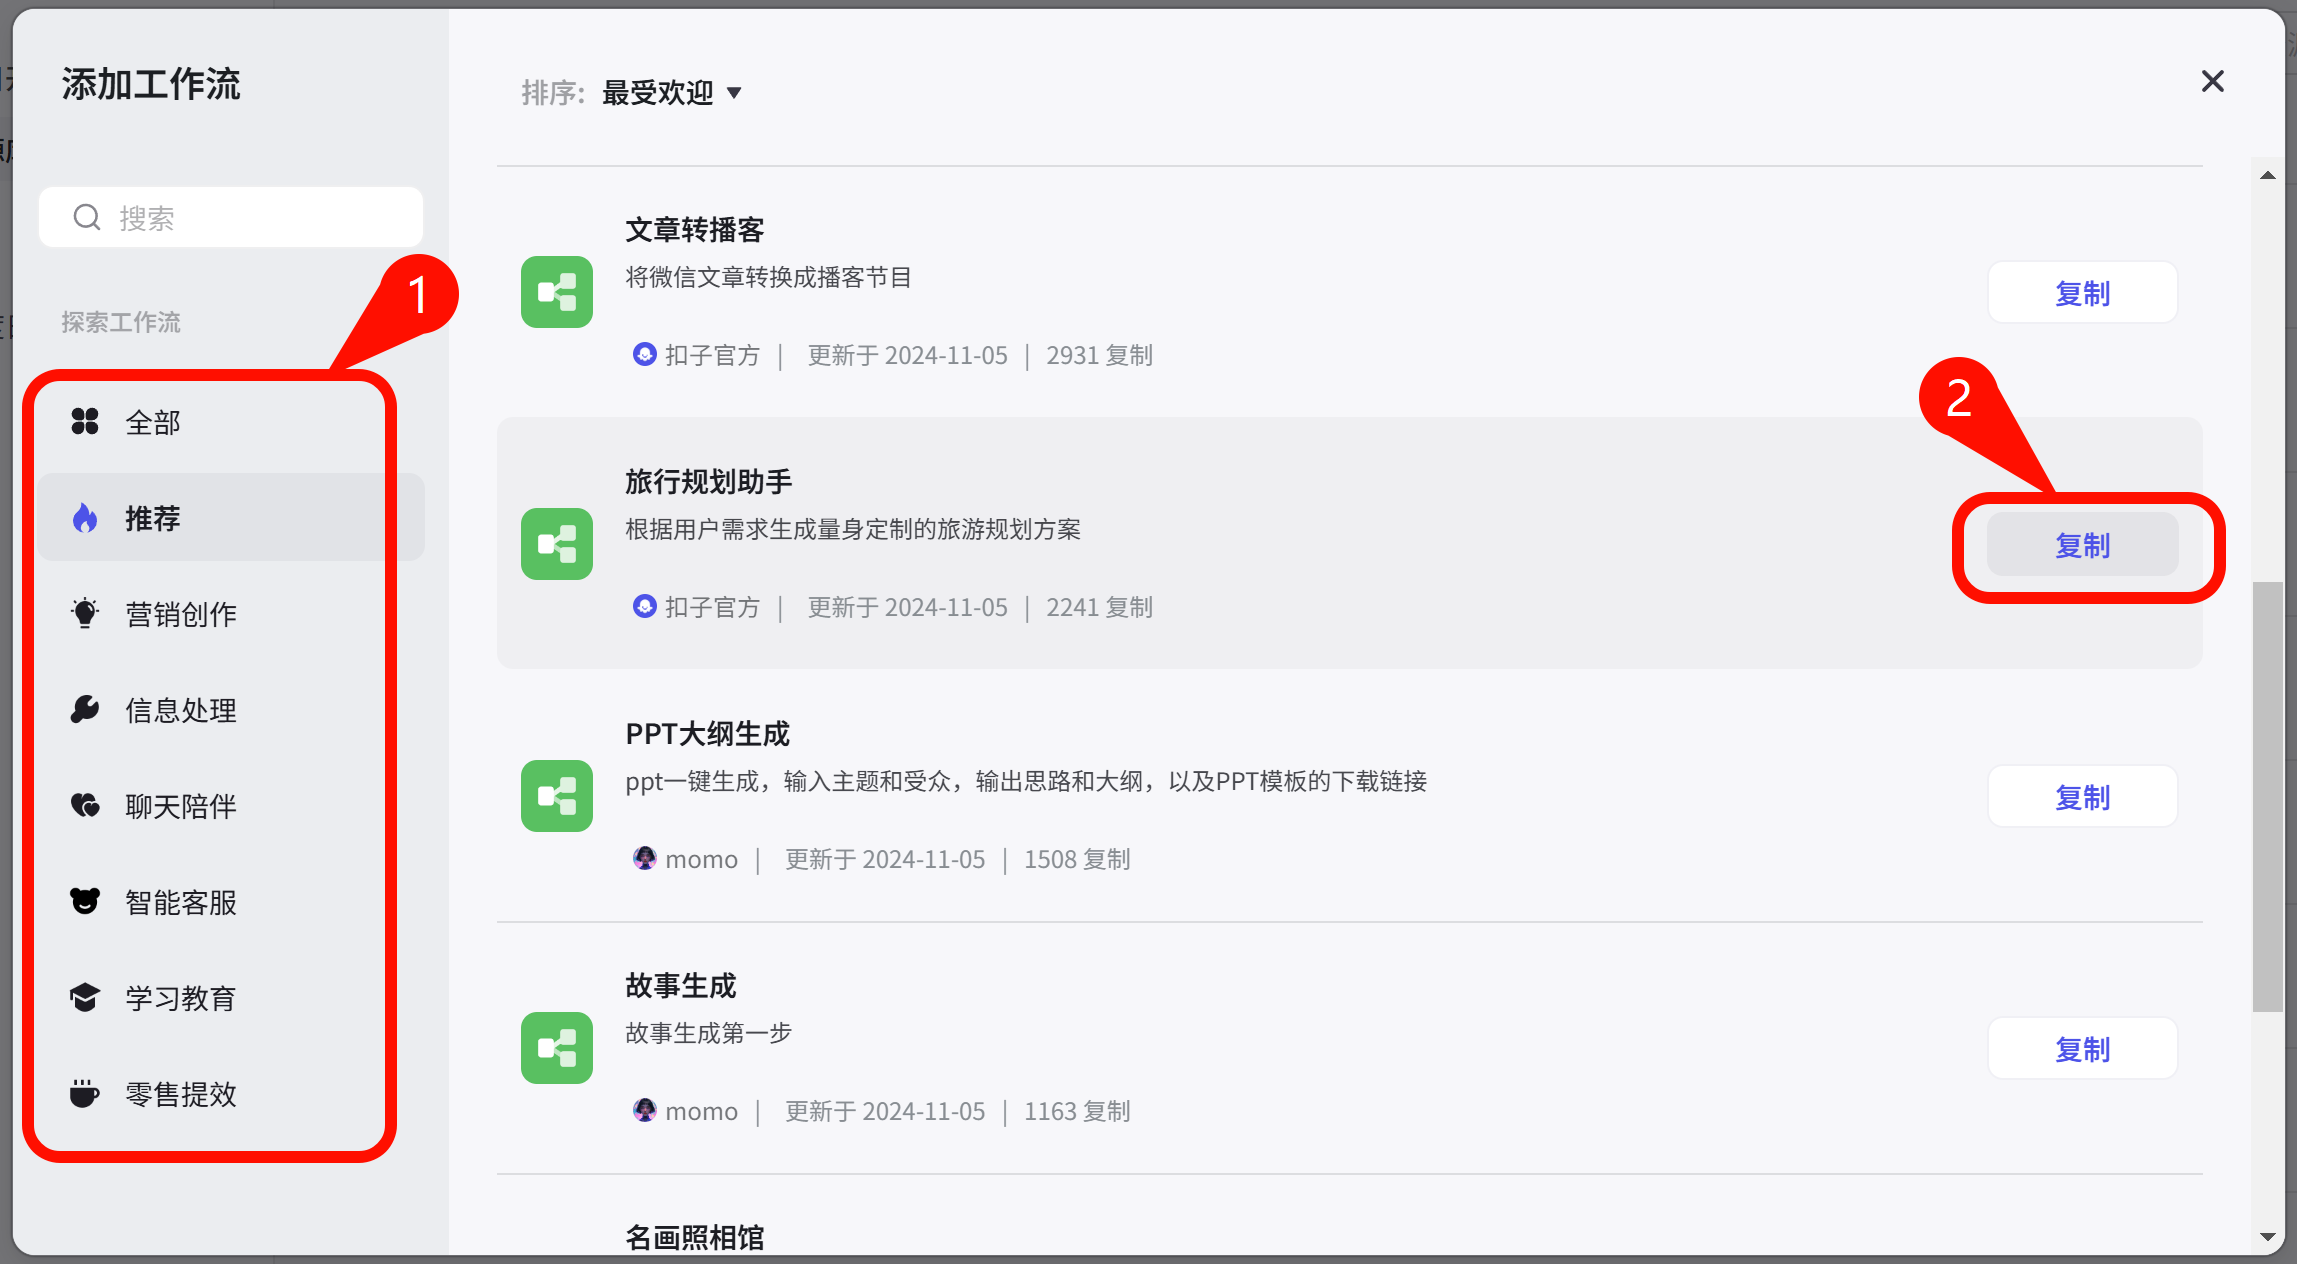 添加工作流
搜索
探索工作流
1
全部
推荐
营销创作
信息处理
聊天陪伴
智能客服
学习教育
零售提效
排序: 最受欢迎
文章转播客
将微信文章转换成播客节目
扣子官方 | 更新于 2024-11-05 | 2931 复制
复制
2
旅行规划助手
根据用户需求生成量身定制的旅游规划方案
扣子官方 | 更新于 2024-11-05 | 2241 复制
复制
PPT大纲生成
ppt一键生成，输入主题和受众，输出思路和大纲，以及PPT模板的下载链接
momo | 更新于 2024-11-05 | 1508 复制
复制
故事生成
故事生成第一步
momo | 更新于 2024-11-05 | 1163 复制
复制
名画照相馆